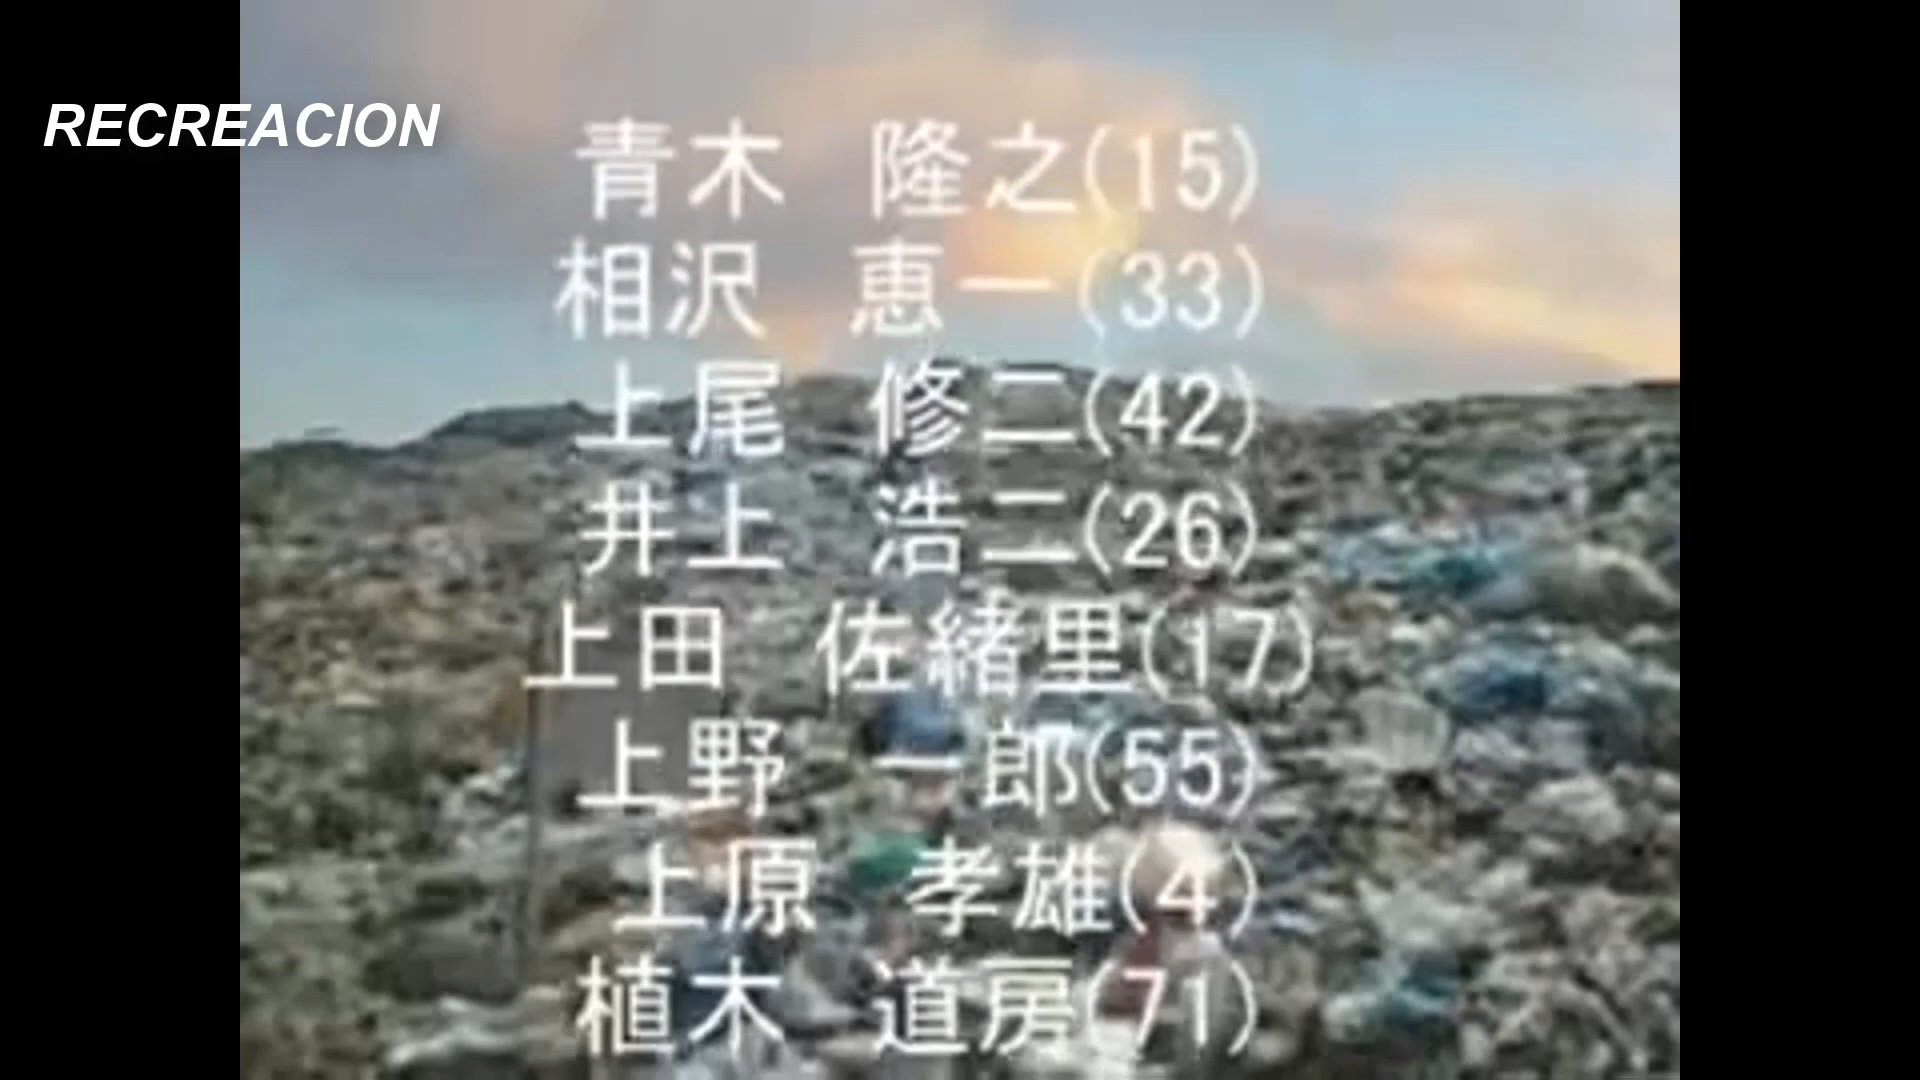 RECREACION
青木　隆之(15)
相沢　恵一(33)
上尾　修二(42)
井上　浩二(26)
上田　佐緒里(17)
上野　一郎(55)
上原　孝雄(4)
植木　道房(71)